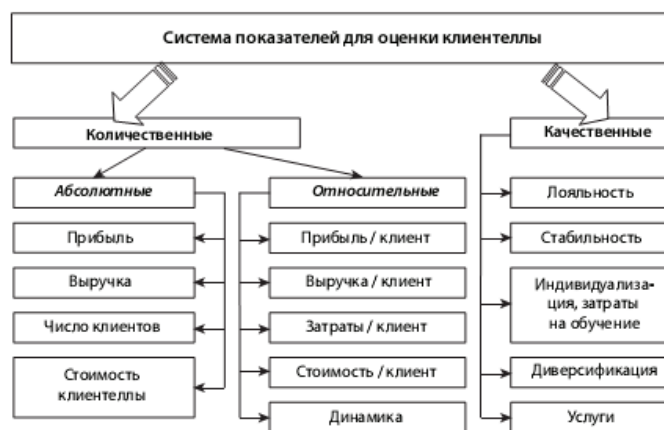 Система показателей для оценки клиентеллы
Количественные
Качественные
Абсолютные
Относительные
Лояльность
Прибыль
Прибыль / клиент
Стабильность
Выручка
Выручка / клиент
Индивидуализа-
ция, затраты
на обучение
Число клиентов
Затраты / клиент
Стоимость
клиентеллы
Стоимость / клиент
Диверсификация
Динамика
Услуги